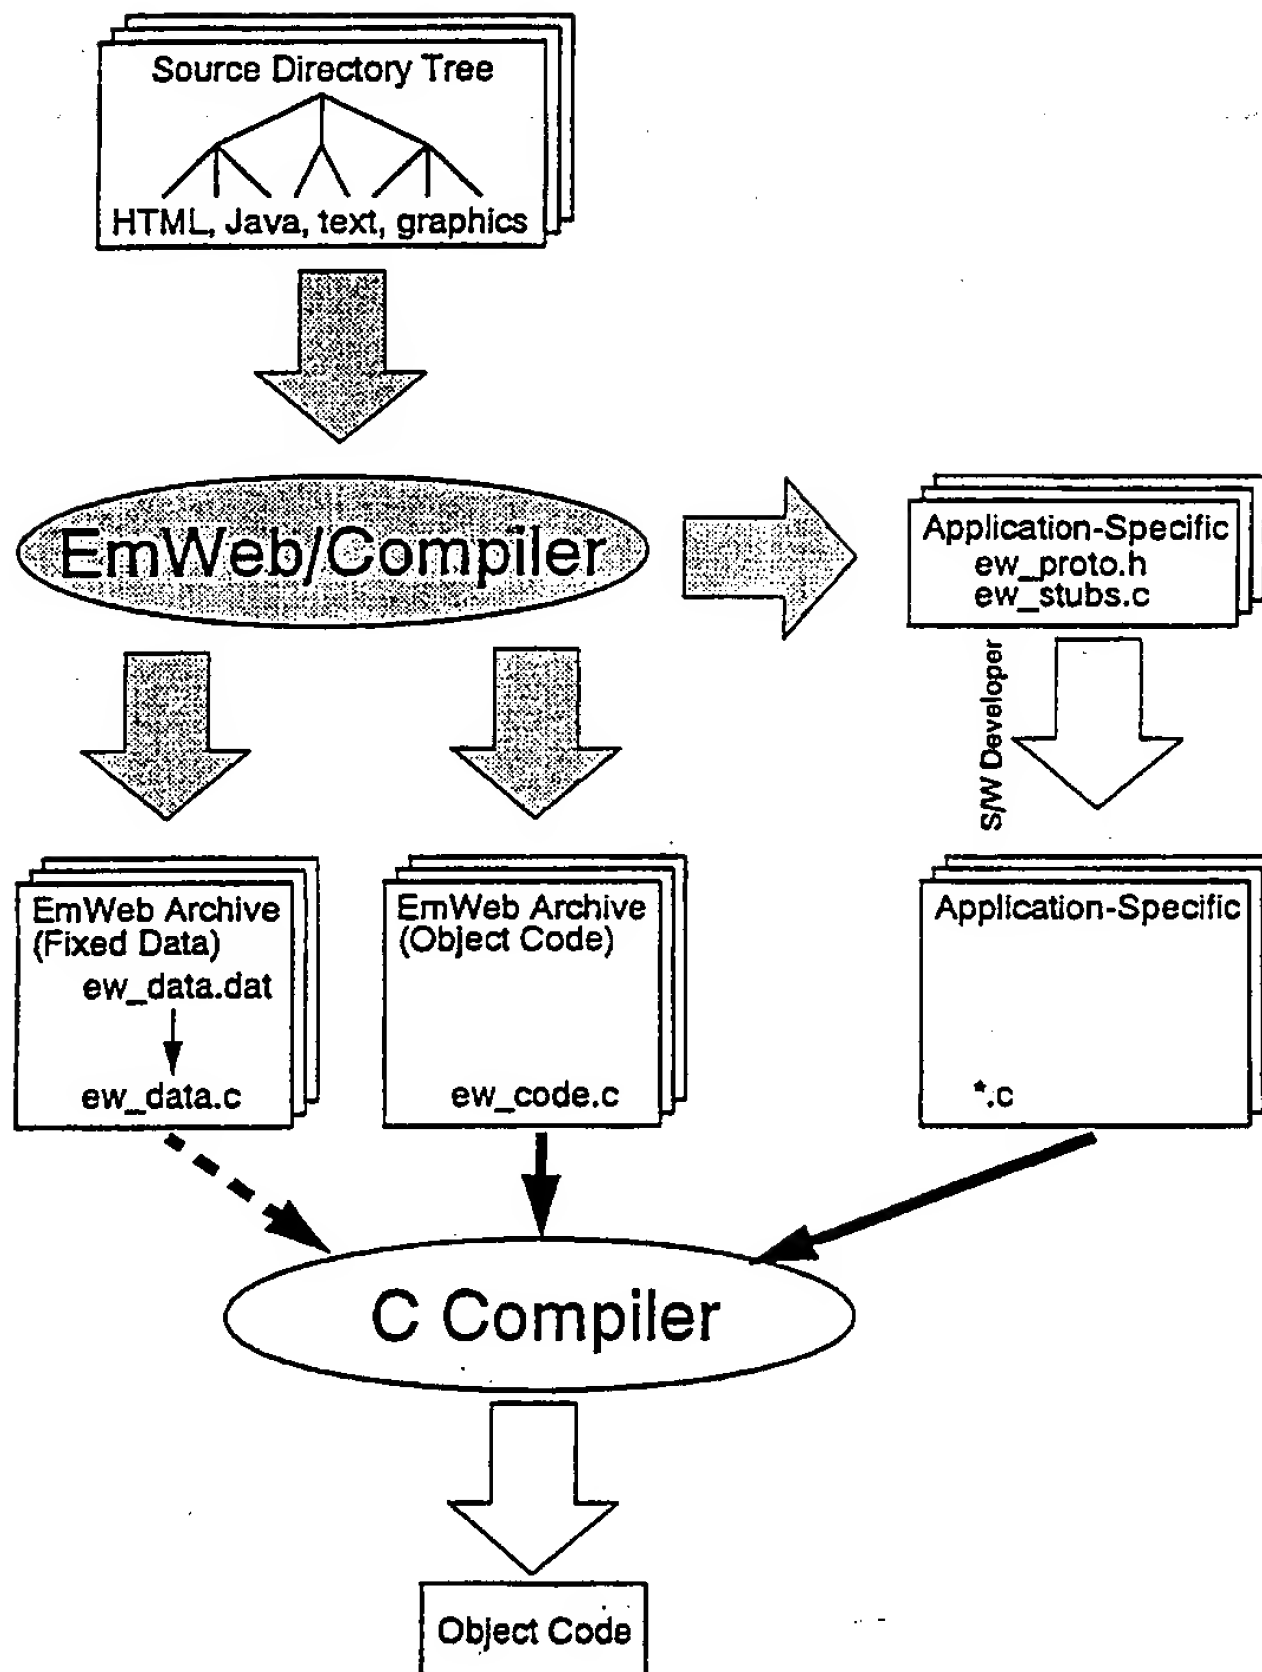 Source Directory Tree
HTML, Java, text, graphics
EmWeb/Compiler
Application-Specific
ew_proto.h
ew_stubs.c
S/W Developer
EmWeb Archive
(Fixed Data)
ew_data.dat
ew_data.c
EmWeb Archive
(Object Code)
ew_code.c
Application-Specific
*.c
C Compiler
Object Code